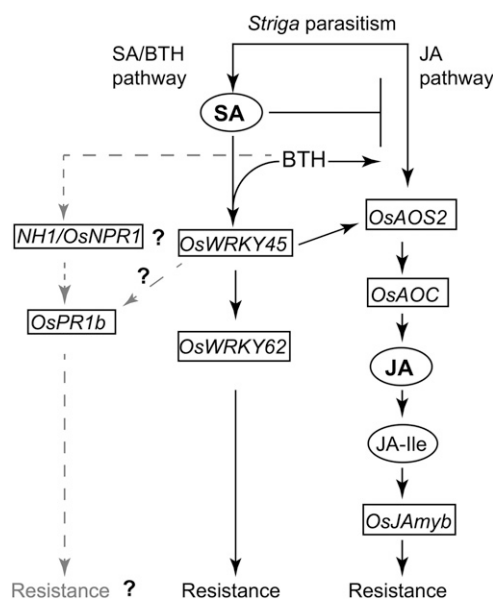 Striga parasitism
SA/BTH
pathway
JA
pathway
SA
BTH
NH1/OsNPR1 ?
OsWRKY45
OsAOS2
?
OsPR1b
OsAOC
OsWRKY62
JA
JA-Ile
OsJAmyb
Resistance ?
Resistance
Resistance